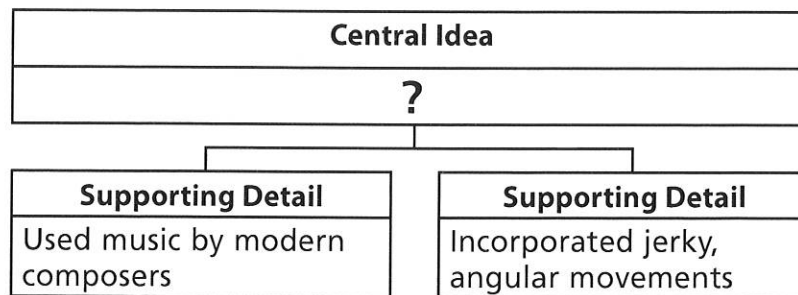 Central Idea
?
Supporting Detail
Used music by modern
composers
Supporting Detail
Incorporated jerky,
angular movements